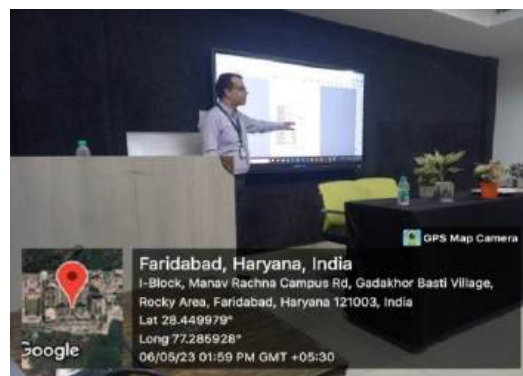 GPS Map Camera
Faridabad, Haryana, India
I-Block, Manav Rachna Campus Rd, Gadakhor Basti Village,
Rocky Area, Faridabad, Haryana 121003, India
Lat 28.449979°
Long 77.285928°
06/05/23 01:59 PM GMT +05:30
Google